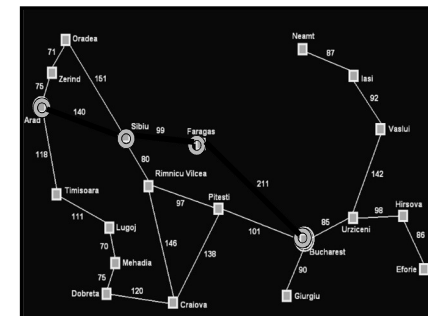 Oradea
Neamt
71
87
Zerind
151
Iasi
75
92
140
Sibiu
99
Faragas
Arad
Vaslui
80
118
Rimnicu Vilcea
211
142
Timisoara
97
Pitesti
Hirsova
111
85
98
Urziceni
Lugoj
101
86
70
146
138
Bucharest
Mehadia
90
Eforie
75
120
Dobreta
Craiova
Giurgiu